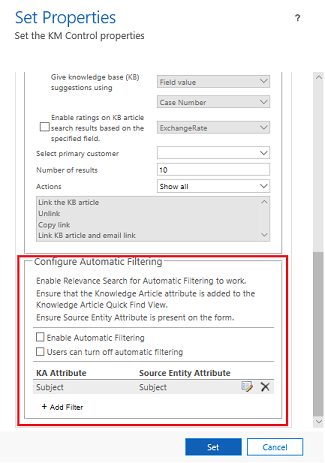 Set Properties
?
Set the KM Control properties
Give knowledge base (KB)
suggestions using
Field value
Case Number
Enable ratings on KB article
search results based on the
specified field.
ExchangeRate
Select primary customer
Number of results
10
Actions
Show all
Link the KB article
Unlink
Copy link
Link KB article and email link
Configure Automatic Filtering
Enable Relevance Search for Automatic Filtering to work.
Ensure that the Knowledge Article attribute is added to the
Knowledge Article Quick Find View.
Ensure Source Entity Attribute is present on the form.
Enable Automatic Filtering
Users can turn off automatic filtering
KA Attribute Source Entity Attribute
Subject Subject
+ Add Filter
Set Cancel